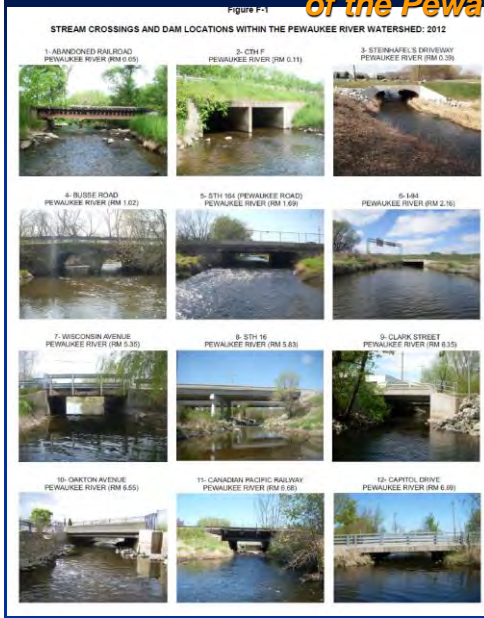 of the Pewa
Figure F-1
STREAM CROSSINGS AND DAM LOCATIONS WITHIN THE PEWAUKEE RIVER WATERSHED: 2012
1- ABANDONED RAILROAD
PEWAUKEE RIVER (RM 0.05)
2- CTH F
PEWAUKEE RIVER (RM 0.11)
3- STEINHAFEL'S DRIVEWAY
PEWAUKEE RIVER (RM 0.39)
4- BUSSE ROAD
PEWAUKEE RIVER (RM 1.02)
5- STH 164 (PEWAUKEE ROAD)
PEWAUKEE RIVER (RM 1.69)
6- I-94
PEWAUKEE RIVER (RM 2.16)
7- WISCONSIN AVENUE
PEWAUKEE RIVER (RM 5.35)
8- STH 16
PEWAUKEE RIVER (RM 5.83)
9- CLARK STREET
PEWAUKEE RIVER (RM 6.35)
10- OAKTON AVENUE
PEWAUKEE RIVER (RM 6.55)
11- CANADIAN PACIFIC RAILWAY
PEWAUKEE RIVER (RM 6.68)
12- CAPITOL DRIVE
PEWAUKEE RIVER (RM 6.89)